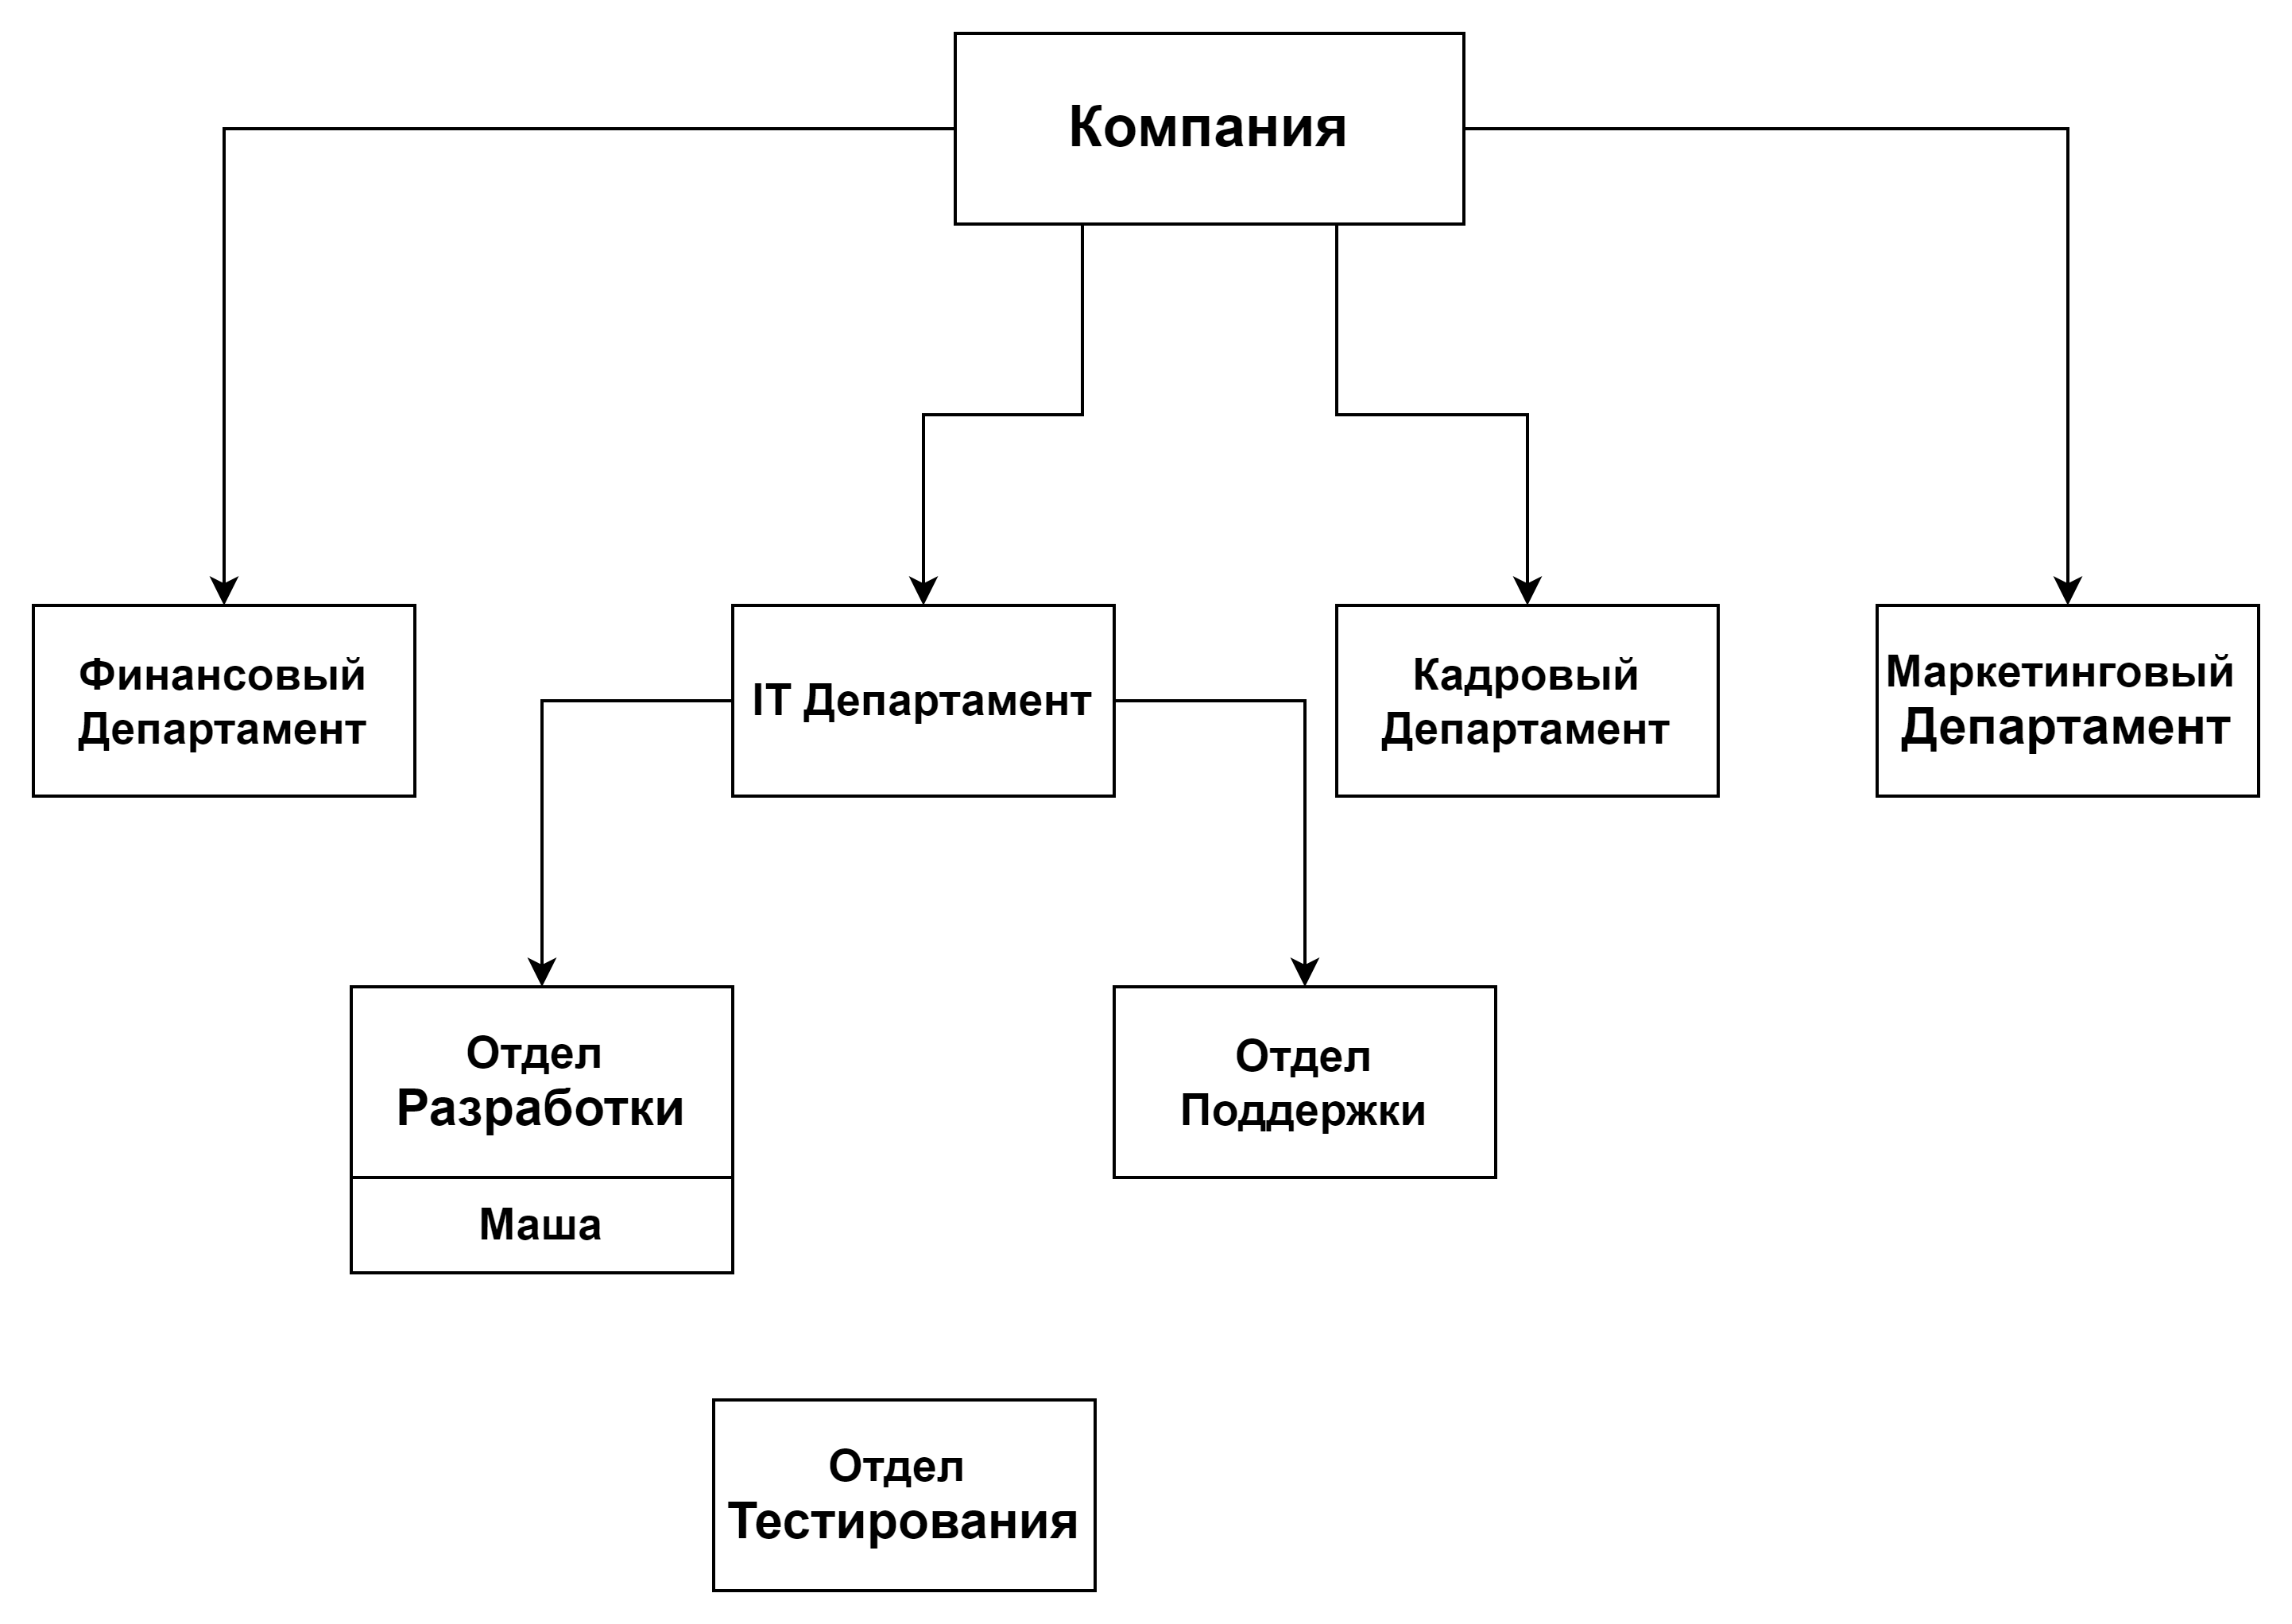 Компания
Финансовый
Департамент
IT Департамент
Кадровый
Департамент
Маркетинговый
Департамент
Отдел
Разработки
Маша
Отдел
Поддержки
Отдел
Тестирования